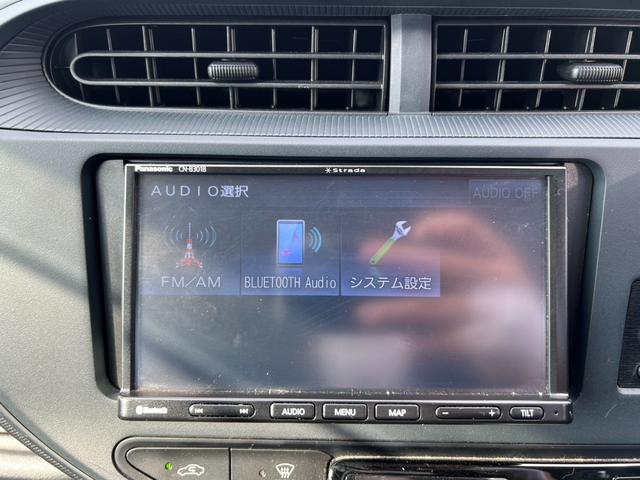 Panasonic CN-B301B
Strada
AUDIO選択
AUDIO OFF
FM/AM
BLUETOOTH Audio
システム設定
Bluetooth
AUDIO
MENU
MAP
- +
TILT